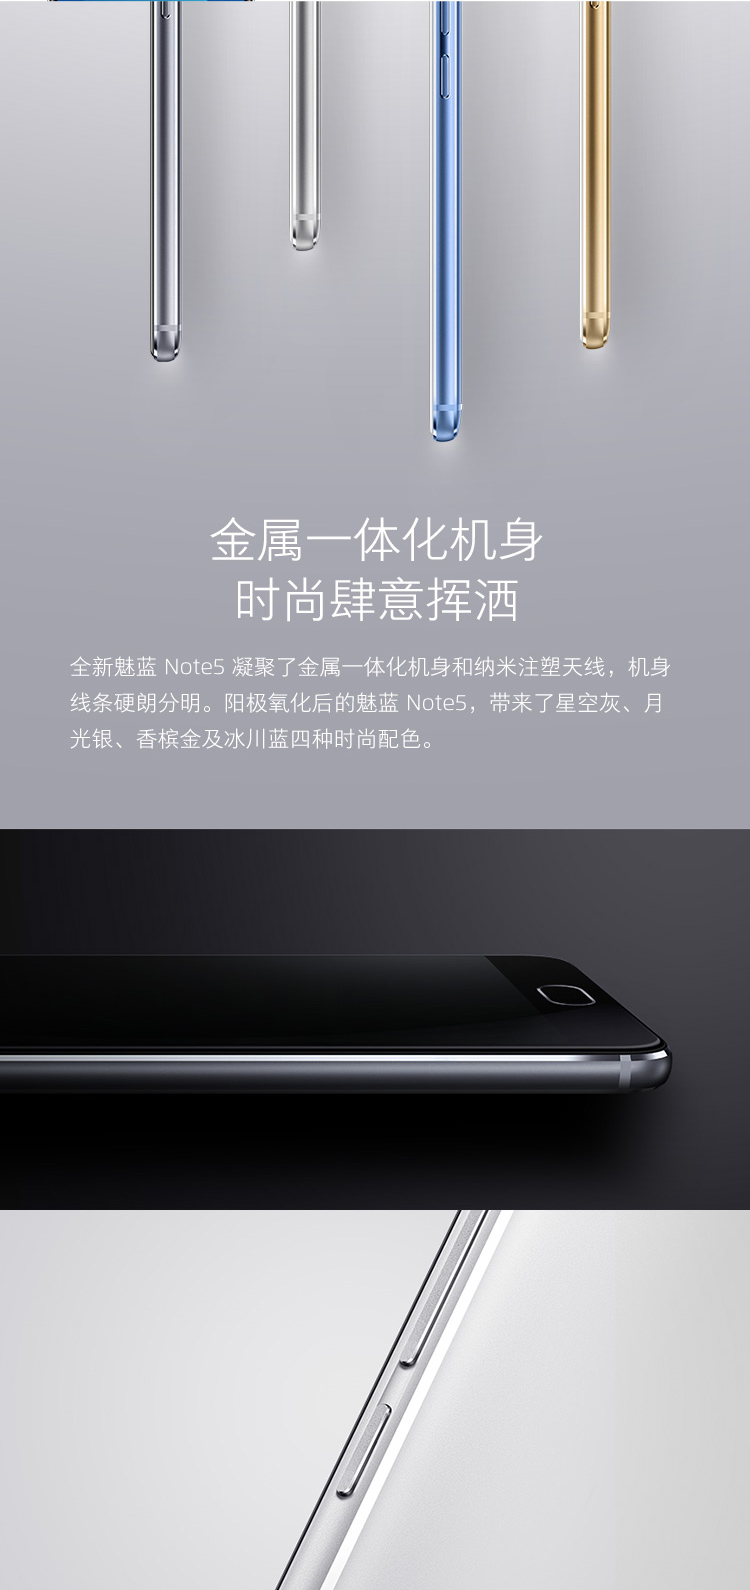 金属一体化机身
时尚肆意挥洒
全新魅蓝 Note5 凝聚了金属一体化机身和纳米注塑天线，机身
线条硬朗分明。阳极氧化后的魅蓝 Note5，带来了星空灰、月
光银、香槟金及冰川蓝四种时尚配色。